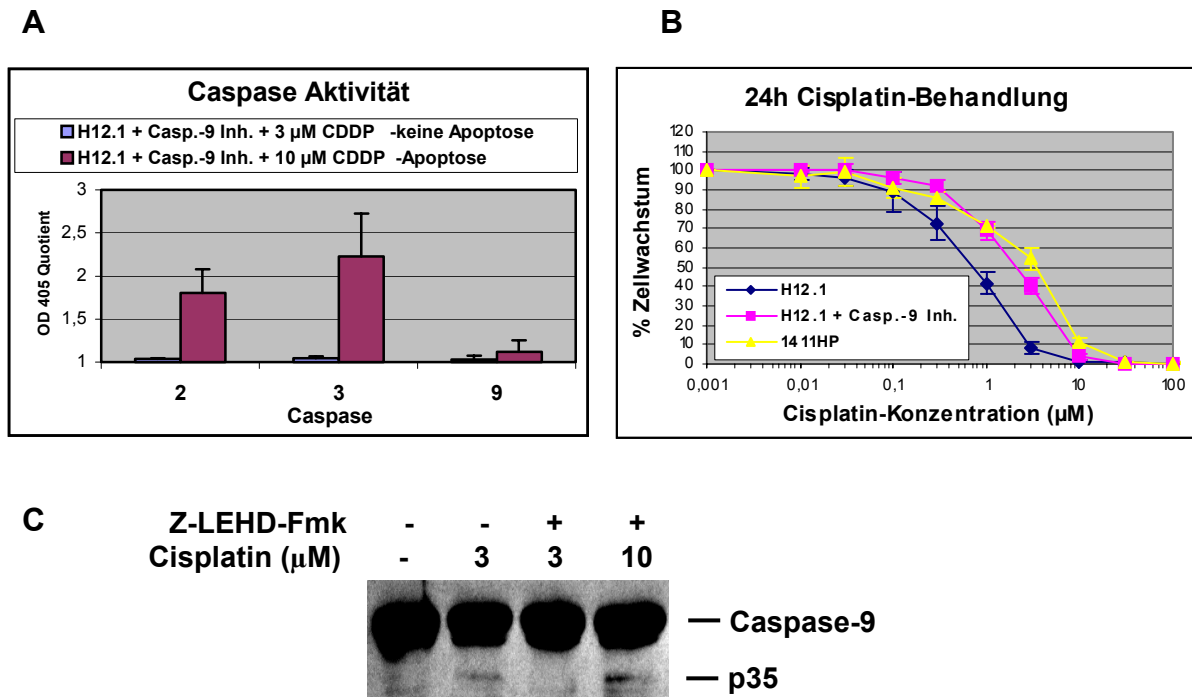 A
Caspase Aktivität
H12.1 + Casp.-9 Inh. + 3 µM CDDP -keine Apoptose
H12.1 + Casp.-9 Inh. + 10 µM CDDP -Apoptose
OD 405 Quotient
3
2,5
2
1,5
1
2 3 9
Caspase
B
24h Cisplatin-Behandlung
% Zellwachstum
120
110
100
90
80
70
60
50
40
30
20
10
0
H12.1
H12.1 + Casp.-9 Inh.
1411HP
0,001 0,01 0,1 1 10 100
Cisplatin-Konzentration (µM)
C
Z-LEHD-Fmk - - + +
Cisplatin (µM) - 3 3 10
Caspase-9
p35